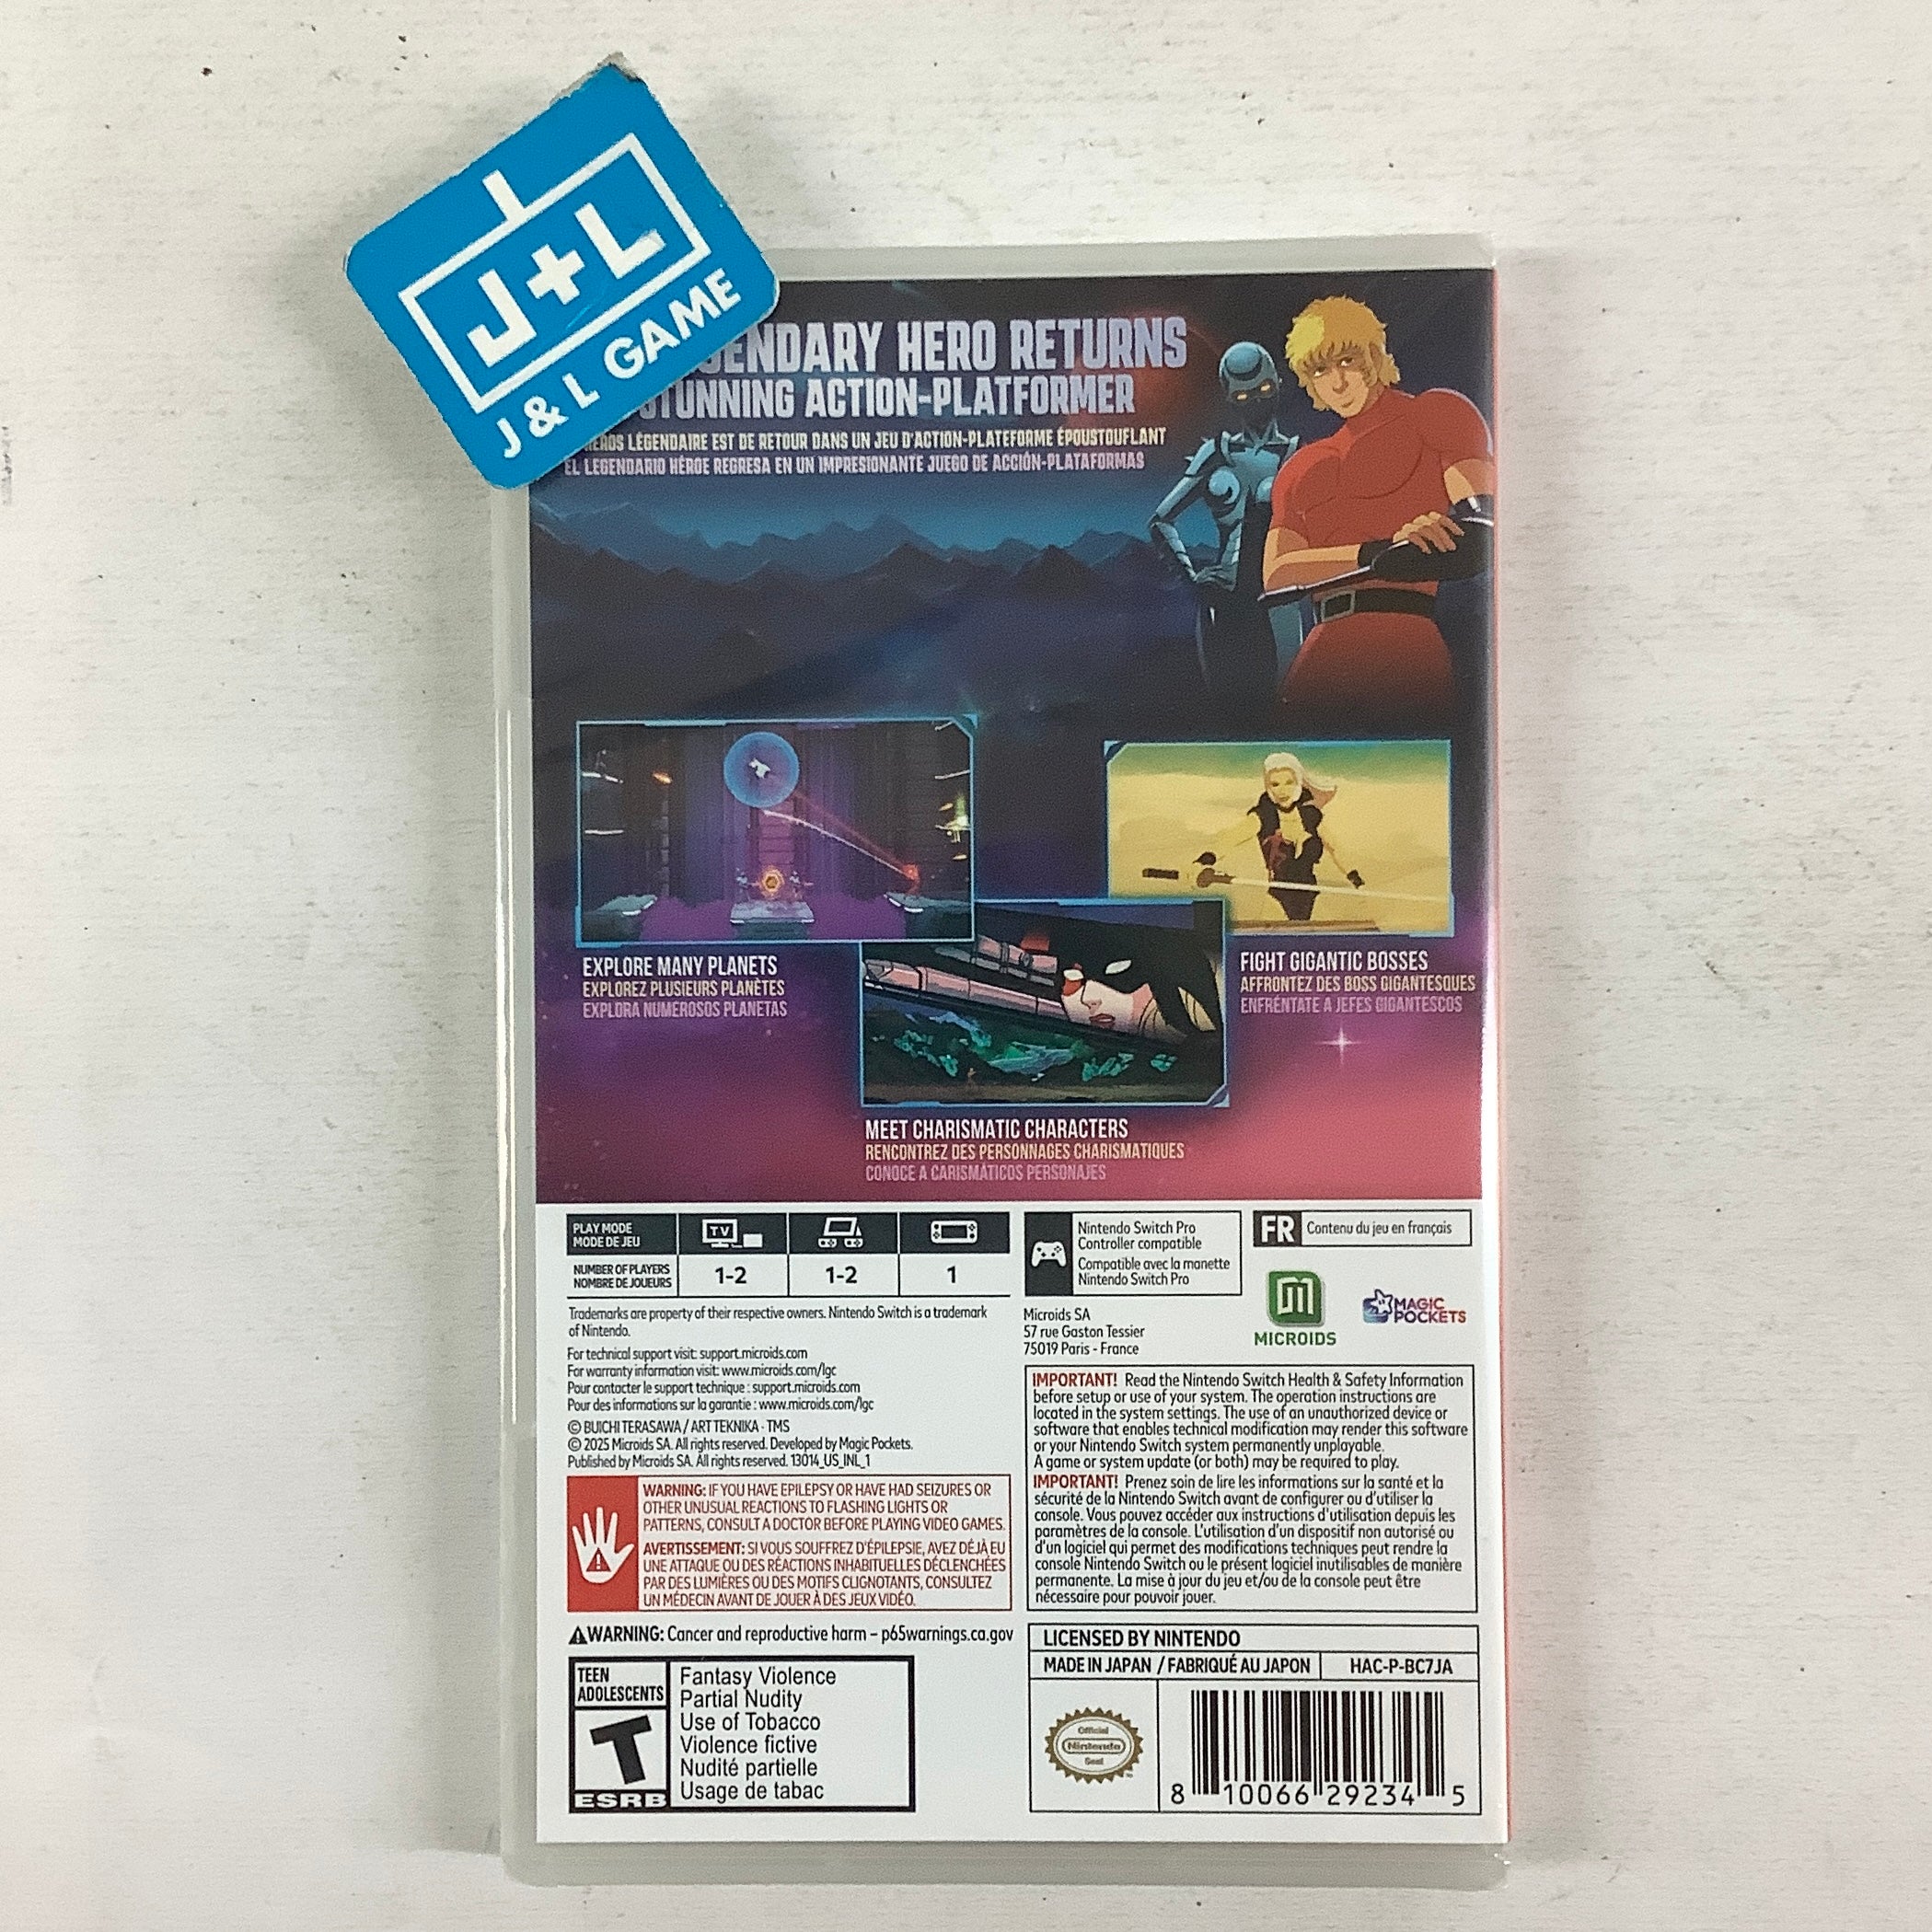 J+L
J & L GAME
ENDARY HERO RETURNS
TUNNING ACTION-PLATFORMER
LÉGENDAIRE EST DE RETOUR DANS UN JEU D'ACTION-PLATEFORME ÉPOUSTOUFLANT
EL LEGENDARIO HÉROE REGRESA EN UN IMPRESIONANTE JUEGO DE ACCIÓN-PLATAFORMAS
EXPLORE MANY PLANETS
EXPLOREZ PLUSIEURS PLANÈTES
EXPLORA NUMEROSOS PLANETAS
FIGHT GIGANTIC BOSSES
AFFRONTEZ DES BOSS GIGANTESQUES
ENFRÉNTATE A JEFES GIGANTESCOS
MEET CHARISMATIC CHARACTERS
RENCONTREZ DES PERSONNAGES CHARISMATIQUES
CONOCE A CARISMÁTICOS PERSONAJES
PLAY MODE
MODE DE JEU
TV
NUMBER OF PLAYERS
NOMBRE DE JOUEURS
1-2
1-2
1
Nintendo Switch Pro
Controller compatible
Compatible avec la manette
Nintendo Switch Pro
FR Contenu du jeu en français
Trademarks are property of their respective owners. Nintendo Switch is a trademark
of Nintendo.
For technical support visit: support.microids.com
For warranty information visit: www.microids.com/lgc
Pour contacter le support technique : support.microids.com
Pour des informations sur la garantie : www.microids.com/lgc
© BUICHI TERASAWA / ART TEKNIKA · TMS
© 2025 Microids SA. All rights reserved. Developed by Magic Pockets.
Published by Microids SA. All rights reserved. 13014_US_INL_1
Microids SA
57 rue Gaston Tessier
75019 Paris - France
MICROIDS
MAGIC
POCKETS
WARNING: IF YOU HAVE EPILEPSY OR HAVE HAD SEIZURES OR
OTHER UNUSUAL REACTIONS TO FLASHING LIGHTS OR
PATTERNS, CONSULT A DOCTOR BEFORE PLAYING VIDEO GAMES.
AVERTISSEMENT: SI VOUS SOUFFREZ D'ÉPILEPSIE, AVEZ DÉJÀ EU
UNE ATTAQUE OU DES RÉACTIONS INHABITUELLES DÉCLENCHÉES
PAR DES LUMIÈRES OU DES MOTIFS CLIGNOTANTS, CONSULTEZ
UN MÉDECIN AVANT DE JOUER À DES JEUX VIDÉO.
IMPORTANT! Read the Nintendo Switch Health & Safety Information
before setup or use of your system. The operation instructions are
located in the system settings. The use of an unauthorized device or
software that enables technical modification may render this software
or your Nintendo Switch system permanently unplayable.
A game or system update (or both) may be required to play.
IMPORTANT! Prenez soin de lire les informations sur la santé et la
sécurité de la Nintendo Switch avant de configurer ou d'utiliser la
console. Vous pouvez accéder aux instructions d'utilisation depuis les
paramètres de la console. L'utilisation d'un dispositif non autorisé ou
d'un logiciel qui permet des modifications techniques peut rendre la
console Nintendo Switch ou le présent logiciel inutilisables de manière
permanente. La mise à jour du jeu et/ou de la console peut être
nécessaire pour pouvoir jouer.
WARNING: Cancer and reproductive harm – p65warnings.ca.gov
TEEN
ADOLESCENTS
T
ESRB
Fantasy Violence
Partial Nudity
Use of Tobacco
Violence fictive
Nudité partielle
Usage de tabac
LICENSED BY NINTENDO
MADE IN JAPAN / FABRIQUÉ AU JAPON
HAC-P-BC7JA
Official
Nintendo
Seal
8 10066 29234 5